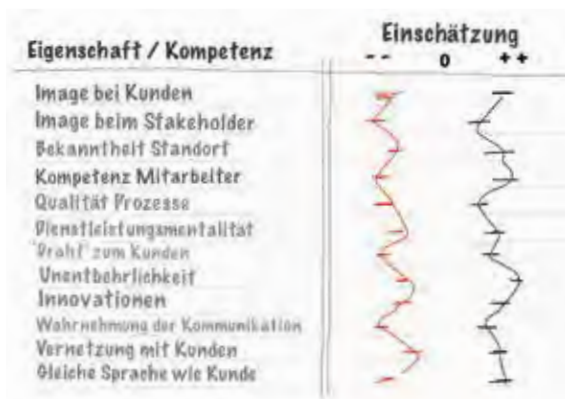 Einschätzung
Eigenschaft / Kompetenz
-- 0 ++
Image bei Kunden
Image beim Stakeholder
Bekanntheit Standort
Kompetenz Mitarbeiter
Qualität Prozesse
Dienstleistungsmentalität
"Draht" zum Kunden
Unentbehrlichkeit
Innovationen
Wahrnehmung der Kommunikation
Vernetzung mit Kunden
Gleiche Sprache wie Kunde